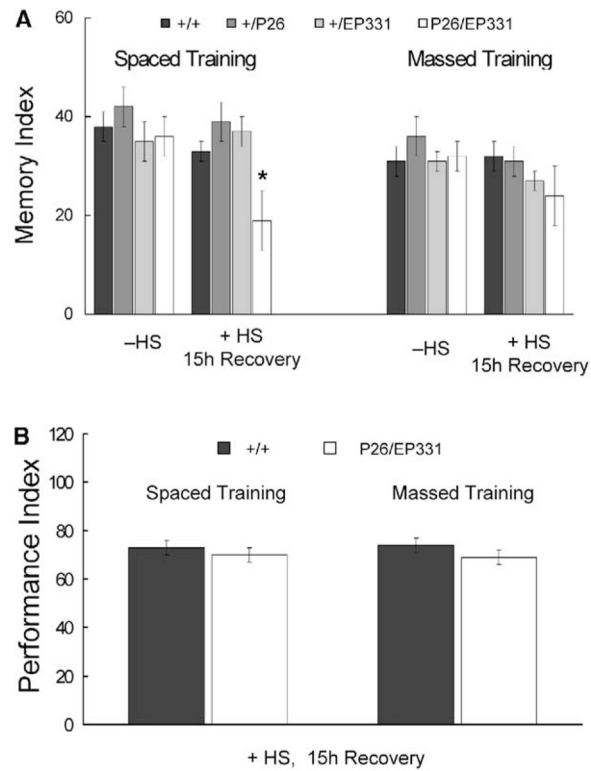 A
+/+ +/P26 +/EP331 P26/EP331
Spaced Training Massed Training
Memory Index
60
40
20
0
*
–HS
+ HS
15h Recovery
–HS
+ HS
15h Recovery
B
+/+ P26/EP331
Spaced Training Massed Training
Performance Index
120
100
80
60
40
20
0
+ HS, 15h Recovery